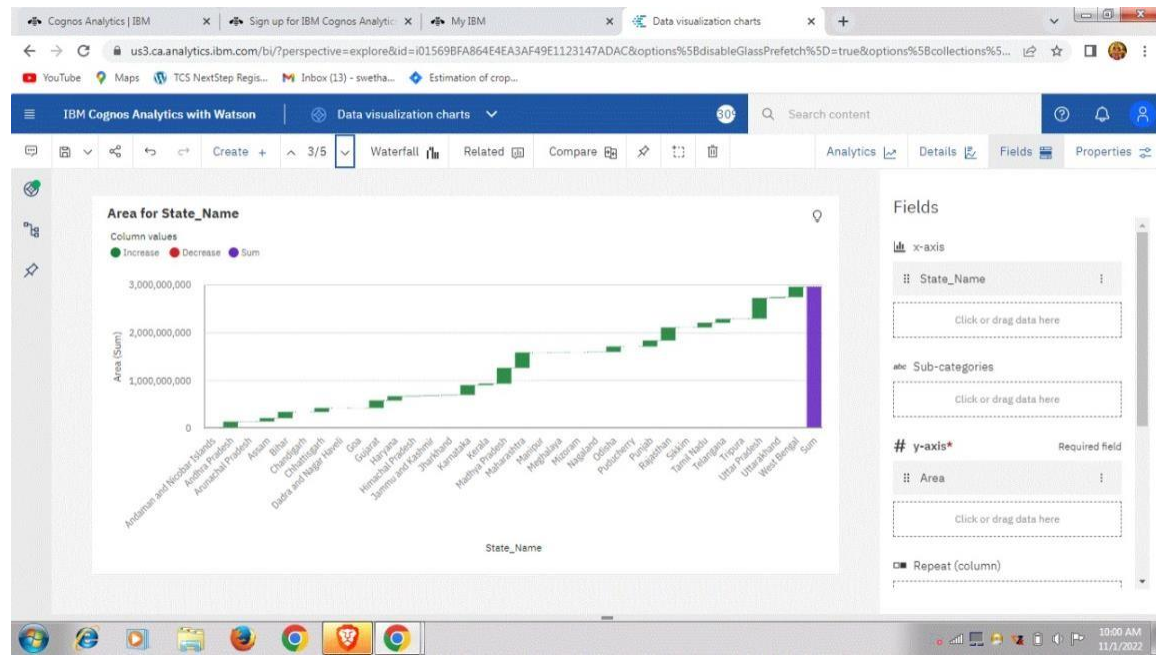 Cognos Analytics | IBM
Sign up for IBM Cognos Analytic
My IBM
Data visualization charts
us3.ca.analytics.ibm.com/bi/?perspective=explore&id=i01569BFA864E4EA3AF49E1123147ADAC&options%5BdisableGlassPrefetch%5D=true&options%5Bcollections%5...
YouTube Maps TCS NextStep Regis... Inbox (13) - swetha... Estimation of crop...
IBM Cognos Analytics with Watson Data visualization charts Search content
Create + 3/5 Waterfall Related Compare Analytics Details Fields Properties
Area for State_Name
Column values
Increase Decrease Sum
3,000,000,000
2,000,000,000
1,000,000,000
0
Area (Sum)
Andaman and Nicobar Islands
Andhra Pradesh
Arunachal Pradesh
Assam
Bihar
Chandigarh
Chhattisgarh
Dadra and Nagar Haveli
Goa
Gujarat
Haryana
Himachal Pradesh
Jammu and Kashmir
Jharkhand
Karnataka
Kerala
Madhya Pradesh
Maharashtra
Manipur
Meghalaya
Mizoram
Nagaland
Odisha
Puducherry
Punjab
Rajasthan
Sikkim
Tamil Nadu
Telangana
Tripura
Uttar Pradesh
Uttarakhand
West Bengal
Sum
State_Name
Fields
x-axis
State_Name
Click or drag data here
abc Sub-categories
Click or drag data here
# y-axis* Required field
Area
Click or drag data here
Repeat (column)
10:00 AM
11/1/2022